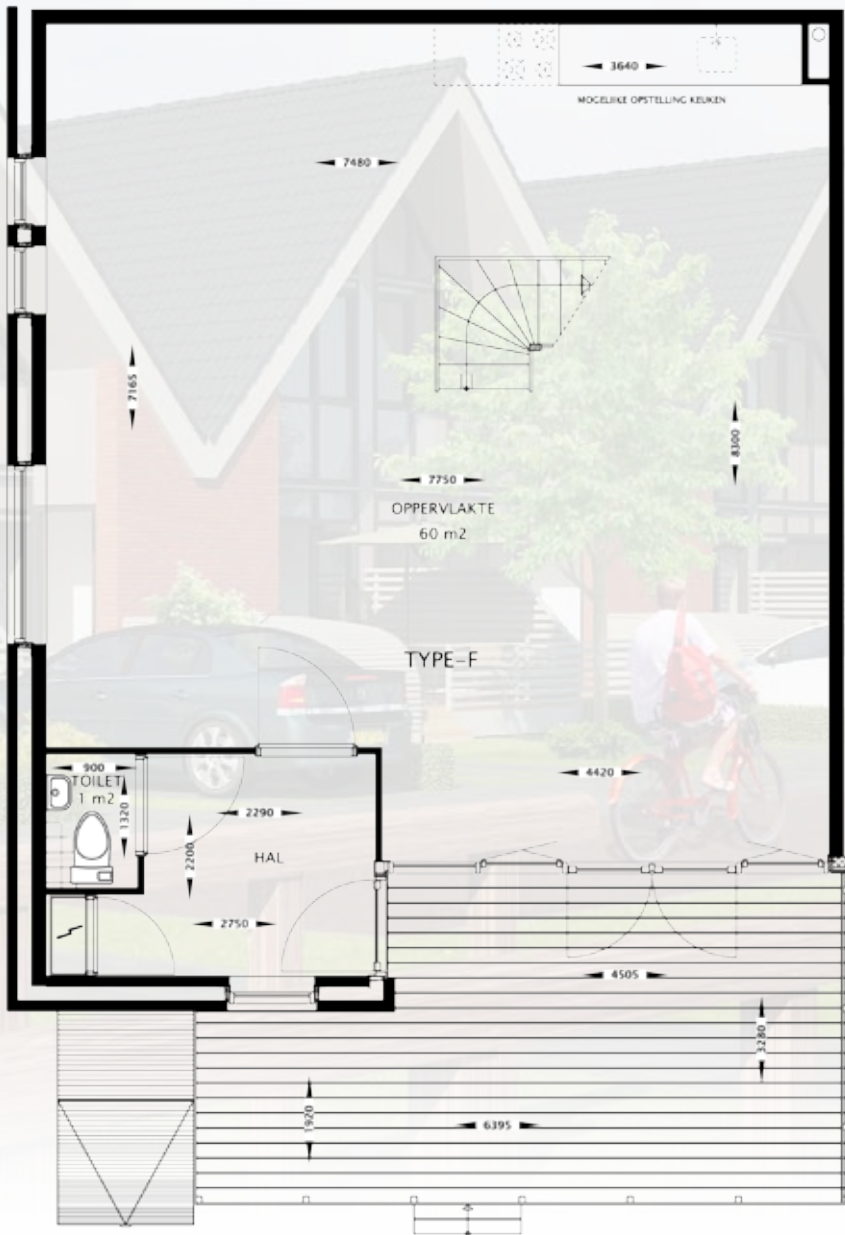 3640
MOGELIJKE OPSTELLING KEUKEN
7480
7165
8300
7750
OPPERVLAKTE
60 m2
TYPE-F
900
TOILET
1 m2
1320
2290
4420
2200
HAL
2750
4505
3280
1920
6395